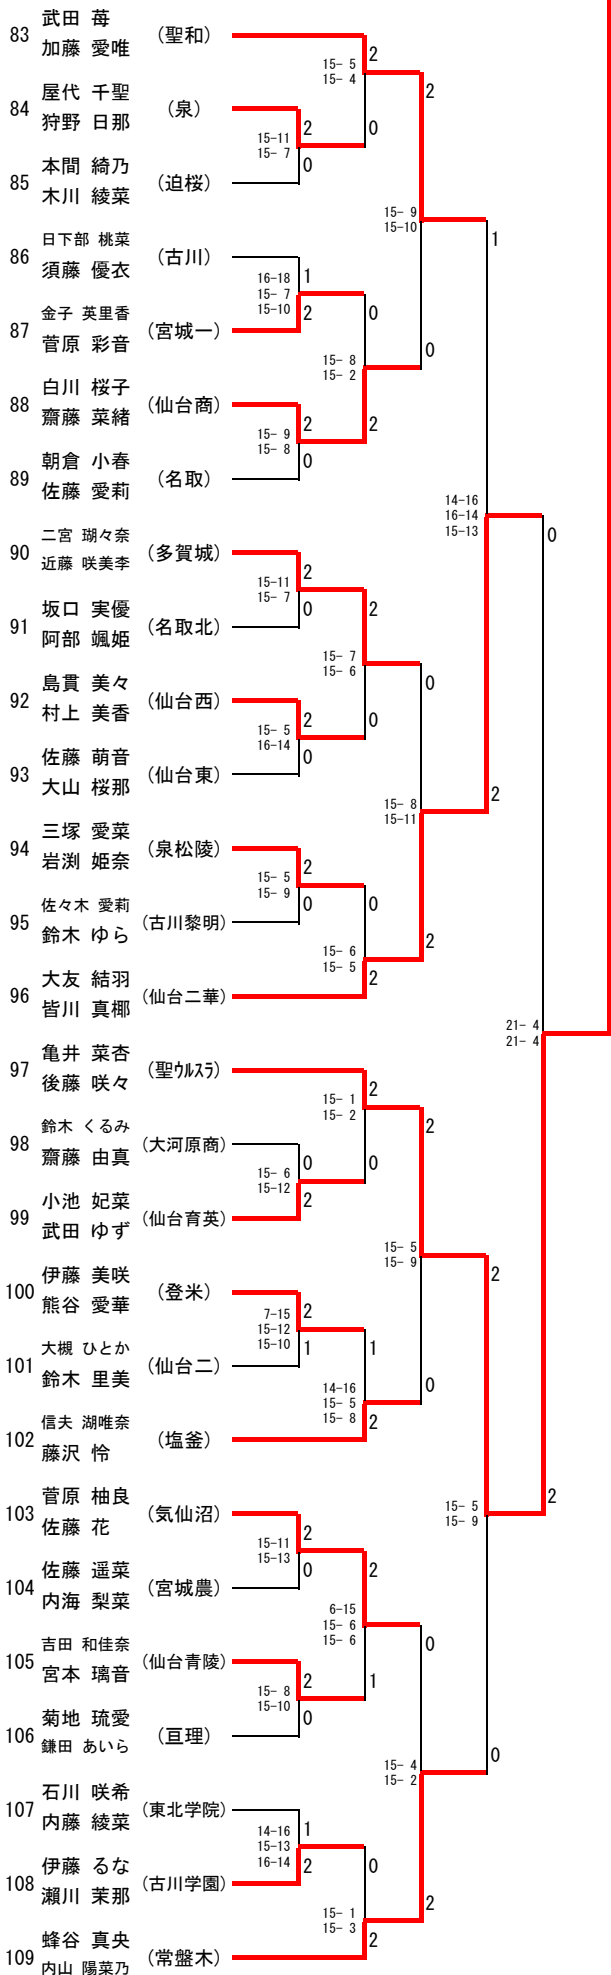 83 武田 苺 (聖和)
加藤 愛唯
2
15- 5
15- 4
2
84 屋代 千聖 (泉)
狩野 日那
2
0
15-11
15- 7
0
85 本間 綺乃 (迫桜)
木川 綾菜
15- 9
15-10
1
86 日下部 桃菜 (古川)
須藤 優衣
1
16-18
15- 7
15-10
2
0
87 金子 英里香 (宮城一)
菅原 彩音
15- 8
15- 2
0
88 白川 桜子 (仙台商)
齋藤 菜緒
2
2
15- 9
15- 8
0
89 朝倉 小春 (名取)
佐藤 愛莉
14-16
16-14
15-13
0
90 二宮 瑚々奈 (多賀城)
近藤 咲美李
2
15-11
15- 7
0
2
91 坂口 実優 (名取北)
阿部 颯姫
15- 7
15- 6
0
92 島貫 美々 (仙台西)
村上 美香
2
0
15- 5
16-14
0
93 佐藤 萌音 (仙台東)
大山 桜那
2
15- 8
15-11
94 三塚 愛菜 (泉松陵)
岩渕 姫奈
2
15- 5
15- 9
0
0
95 佐々木 愛莉 (古川黎明)
鈴木 ゆら
2
15- 6
15- 5
2
96 大友 結羽 (仙台二華)
皆川 真椰
21- 4
21- 4
97 亀井 菜杏 (聖ｳﾙｽﾗ)
後藤 咲々
2
15- 1
15- 2
2
98 鈴木 くるみ (大河原商)
齋藤 由真
0
0
15- 6
15-12
2
99 小池 妃菜 (仙台育英)
武田 ゆず
15- 5
15- 9
2
100 伊藤 美咲 (登米)
熊谷 愛華
2
7-15
15-12
15-10
1
1
101 大槻 ひとか (仙台二)
鈴木 里美
0
14-16
15- 5
15- 8
2
102 信夫 湖唯奈 (塩釜)
藤沢 怜
2
15- 5
15- 9
103 菅原 柚良 (気仙沼)
佐藤 花
2
15-11
15-13
0
2
104 佐藤 遥菜 (宮城農)
内海 梨菜
6-15
15- 6
15- 6
0
105 吉田 和佳奈 (仙台青陵)
宮本 璃音
2
1
15- 8
15-10
0
106 菊地 琉愛 (亘理)
鎌田 あいら
0
15- 4
15- 2
107 石川 咲希 (東北学院)
内藤 綾菜
1
14-16
15-13
16-14
2
0
108 伊藤 るな (古川学園)
瀬川 茉那
2
15- 1
15- 3
2
109 蜂谷 真央 (常盤木)
内山 陽菜乃